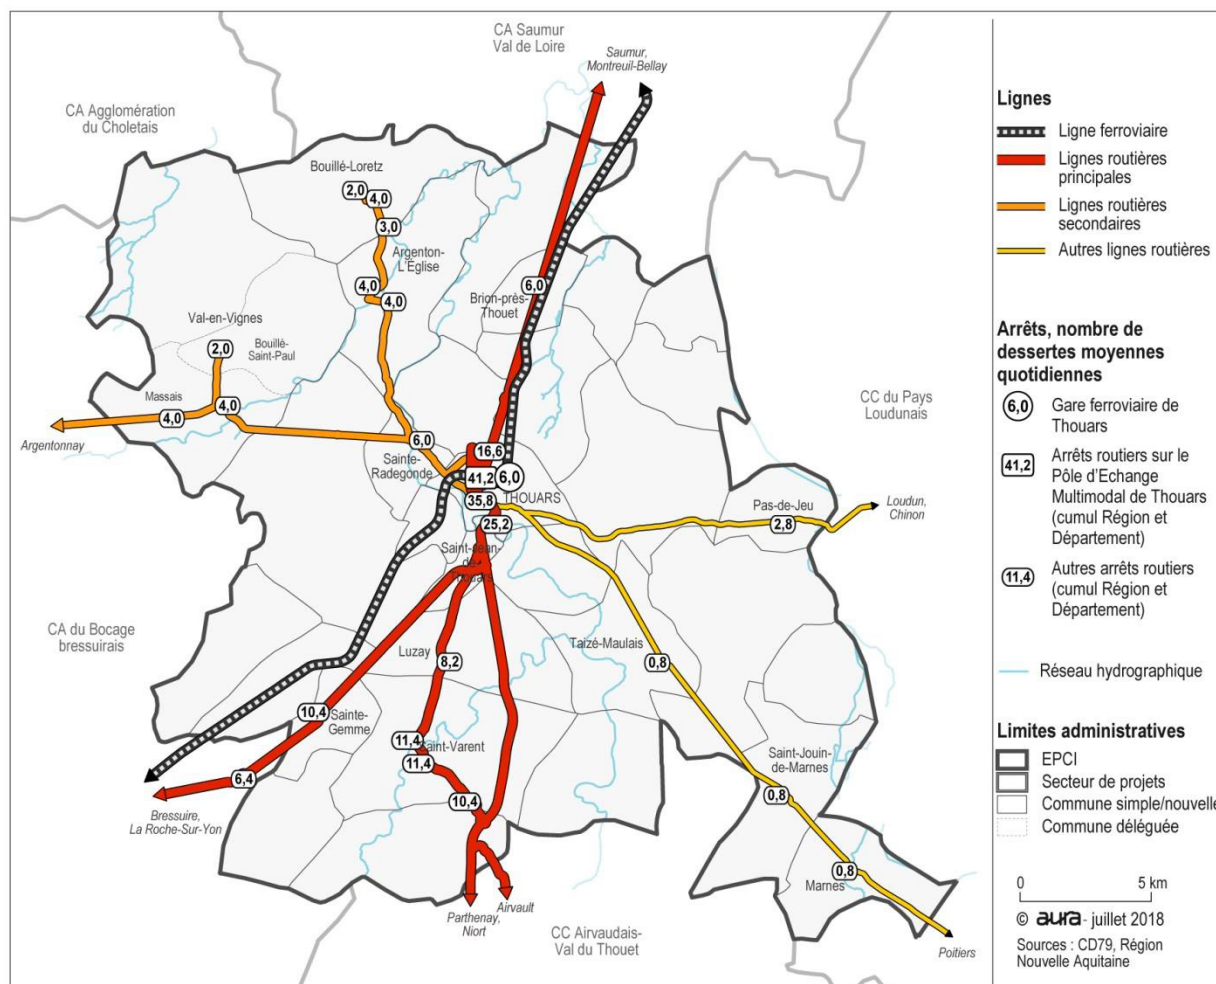 CA Saumur
Val de Loire
Saumur,
Montreuil-Bellay
CA Agglomération
du Choletais
Bouillé-Loretz
2,0
4,0
3,0
Argenton-
L'Église
4,0
4,0
6,0
Brion-près-
Thouet
Val-en-Vignes
Bouillé-
Saint-Paul
2,0
Massais
4,0
4,0
Argentonnay
CC du Pays
Loudunais
6,0
Sainte-
Radegonde
16,6
41,2
6,0
35,8
THOUARS
25,2
Pas-de-Jeu
2,8
Loudun,
Chinon
Saint-Jean-
de-
Thouars
CA du Bocage
bressuirais
Luzay
8,2
Taizé-Maulais
0,8
10,4
Sainte-
Gemme
11,4
Saint-Varent
11,4
6,4
10,4
Bressuire,
La Roche-Sur-Yon
Saint-Jouin-
de-Marnes
0,8
0,8
Marnes
Parthenay,
Niort
Airvault
CC Airvaudais-
Val du Thouet
Poitiers
Lignes
Ligne ferroviaire
Lignes routières
principales
Lignes routières
secondaires
Autres lignes routières
Arrêts, nombre de
dessertes moyennes
quotidiennes
6,0
Gare ferroviaire de
Thouars
41,2
Arrêts routiers sur le
Pôle d'Echange
Multimodal de Thouars
(cumul Région et
Département)
11,4
Autres arrêts routiers
(cumul Région et
Département)
Réseau hydrographique
Limites administratives
EPCI
Secteur de projets
Commune simple/nouvelle
Commune déléguée
0 5 km
© aura - juillet 2018
Sources : CD79, Région
Nouvelle Aquitaine